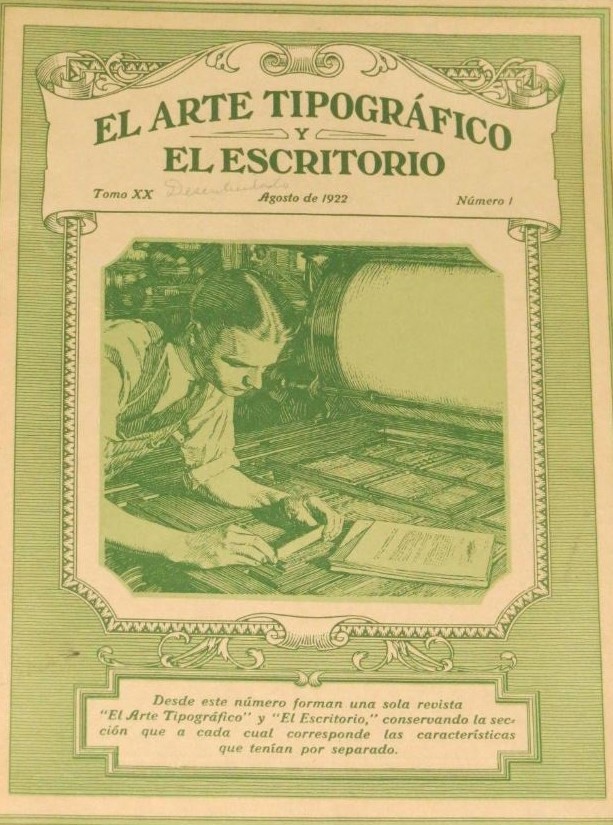 EL ARTE TIPOGRÁFICO
Y
EL ESCRITORIO
Tomo XX Agosto de 1922 Número 1
Desde este número forman una sola revista
"El Arte Tipográfico" y "El Escritorio," conservando la sec-
ción que a cada cual corresponde las características
que tenían por separado.